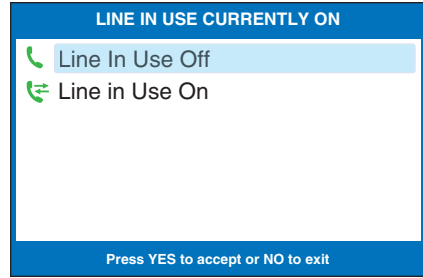 LINE IN USE CURRENTLY ON
Line In Use Off
Line in Use On
Press YES to accept or NO to exit